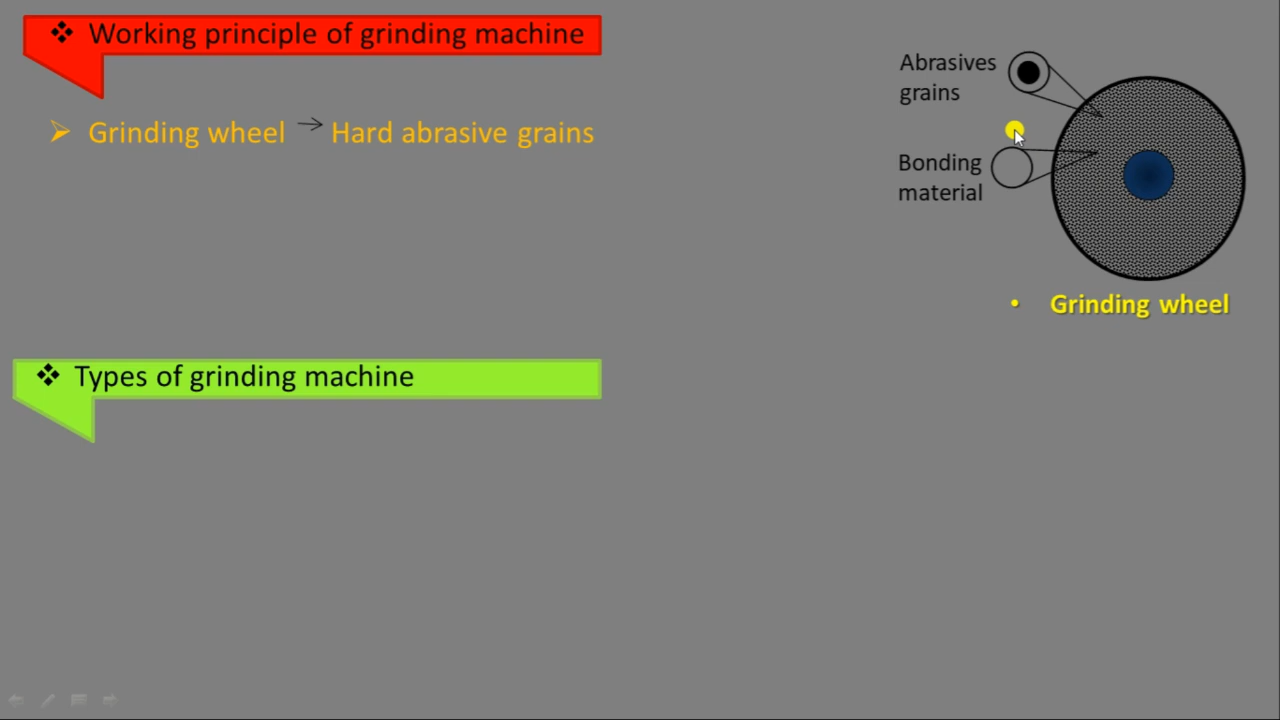 ❖ Working principle of grinding machine
➢ Grinding wheel → Hard abrasive grains
Abrasives
grains
Bonding
material
• Grinding wheel
❖ Types of grinding machine